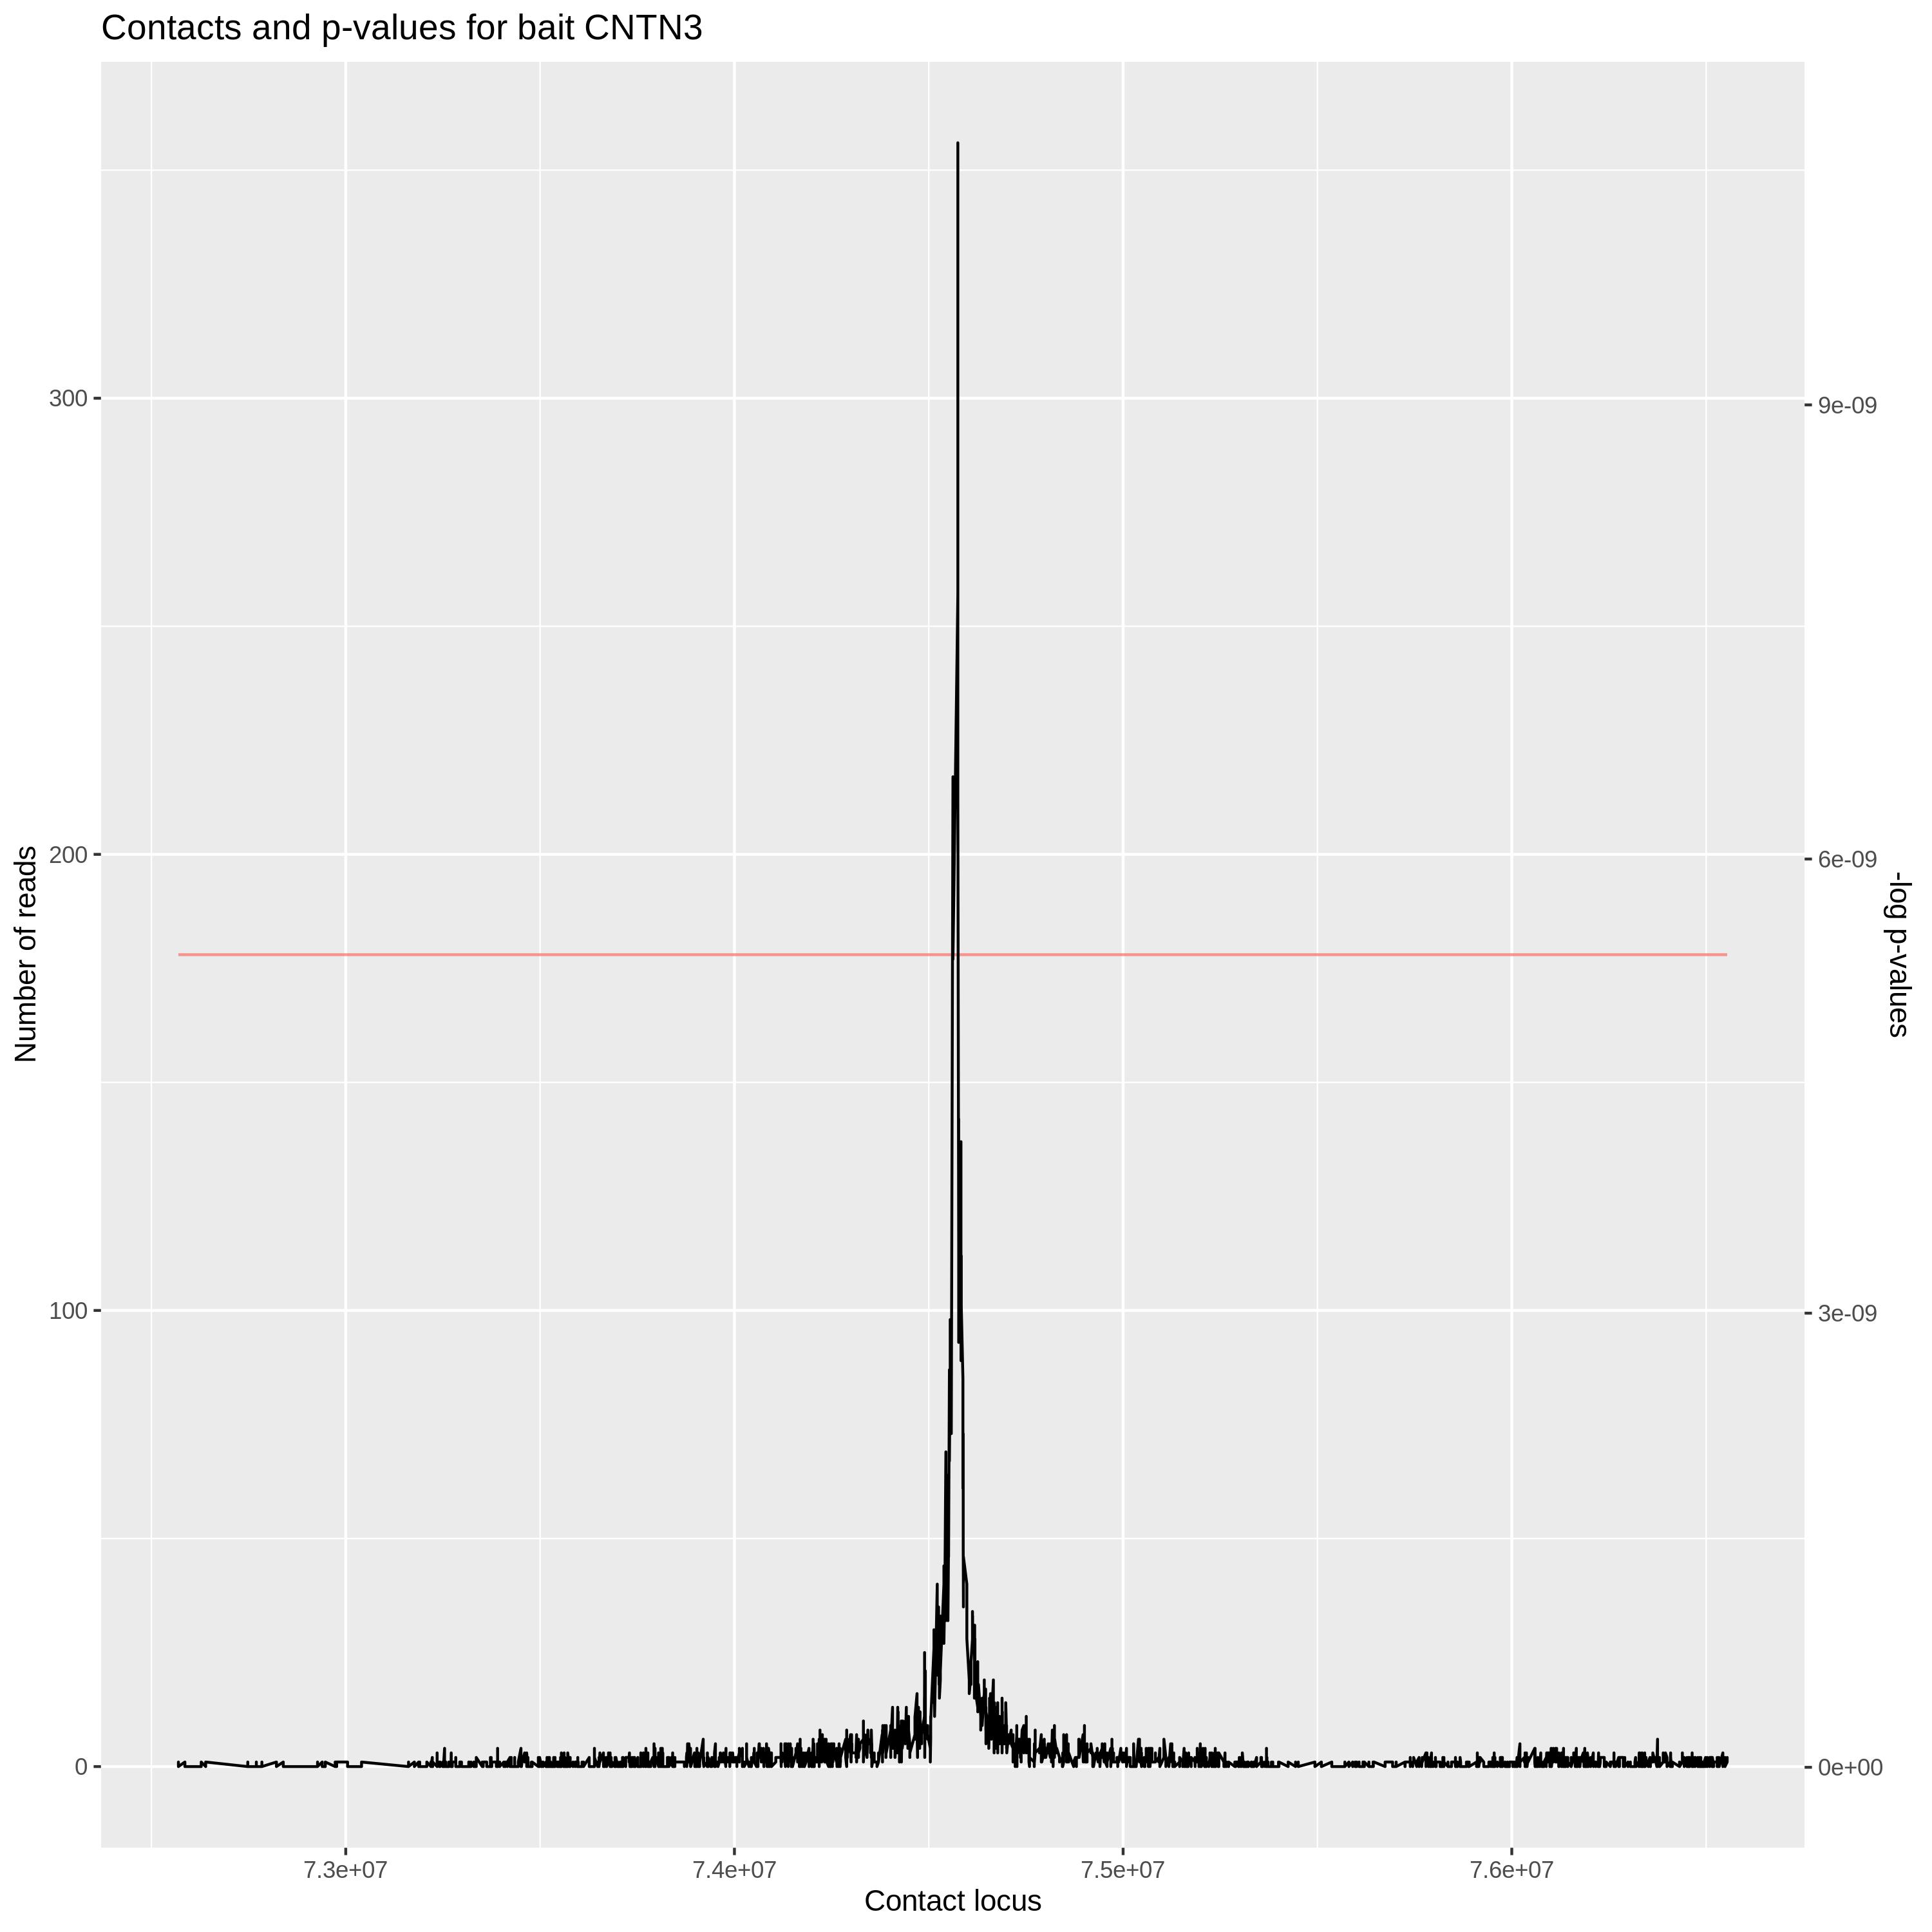 Contacts and p-values for bait CNTN3
Number of reads
300
200
100
0
9e-09
6e-09
3e-09
0e+00
-log p-values
7.3e+07
7.4e+07
7.5e+07
7.6e+07
Contact locus